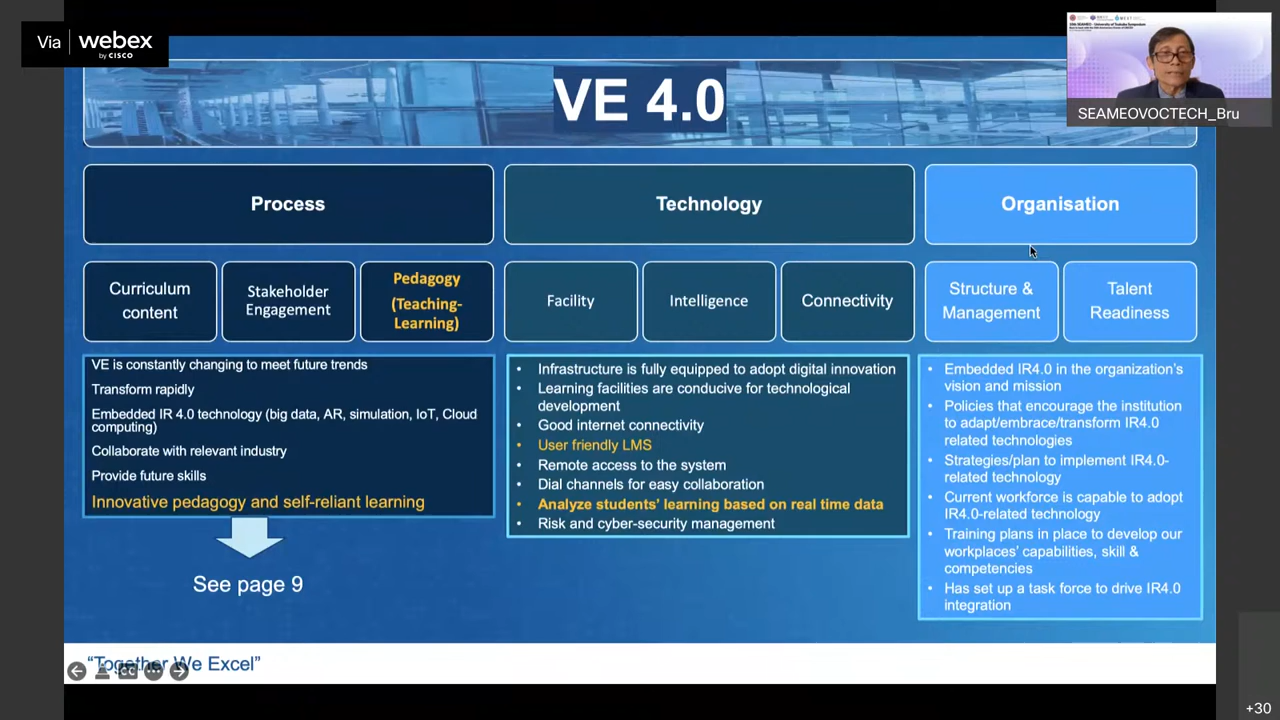 Via webex
by CISCO
SEAMEOVOCTECH_Bru
VE 4.0
Process
Technology
Organisation
Curriculum
content
Stakeholder
Engagement
Pedagogy
(Teaching-
Learning)
Facility
Intelligence
Connectivity
Structure &
Management
Talent
Readiness
VE is constantly changing to meet future trends
Transform rapidly
Embedded IR 4.0 technology (big data, AR, simulation, IoT, Cloud
computing)
Collaborate with relevant industry
Provide future skills
Innovative pedagogy and self-reliant learning
See page 9
• Infrastructure is fully equipped to adopt digital innovation
• Learning facilities are conducive for technological
development
• Good internet connectivity
• User friendly LMS
• Remote access to the system
• Dial channels for easy collaboration
• Analyze students' learning based on real time data
• Risk and cyber-security management
• Embedded IR4.0 in the organization's
vision and mission
• Policies that encourage the institution
to adapt/embrace/transform IR4.0
related technologies
• Strategies/plan to implement IR4.0-
related technology
• Current workforce is capable to adopt
IR4.0-related technology
• Training plans in place to develop our
workplaces' capabilities, skill &
competencies
• Has set up a task force to drive IR4.0
integration
“Together We Excel”
+30